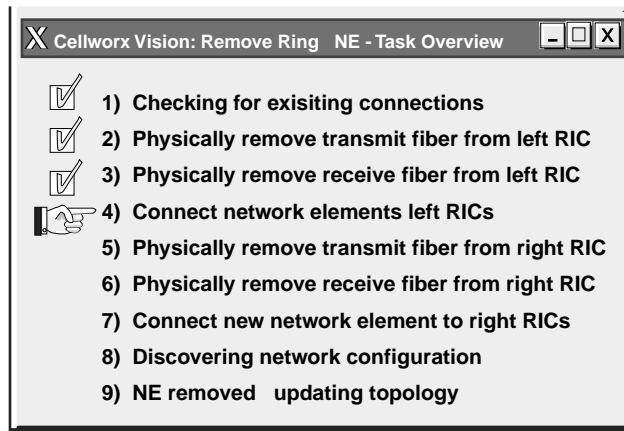 X Cellworx Vision: Remove Ring NE - Task Overview X
1) Checking for exisiting connections
2) Physically remove transmit fiber from left RIC
3) Physically remove receive fiber from left RIC
4) Connect network elements left RICs
5) Physically remove transmit fiber from right RIC
6) Physically remove receive fiber from right RIC
7) Connect new network element to right RICs
8) Discovering network configuration
9) NE removed updating topology